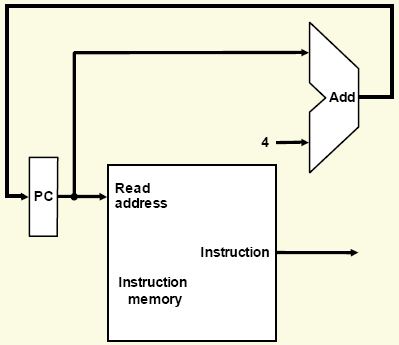 Add
4
PC
Read
address
Instruction
Instruction
memory